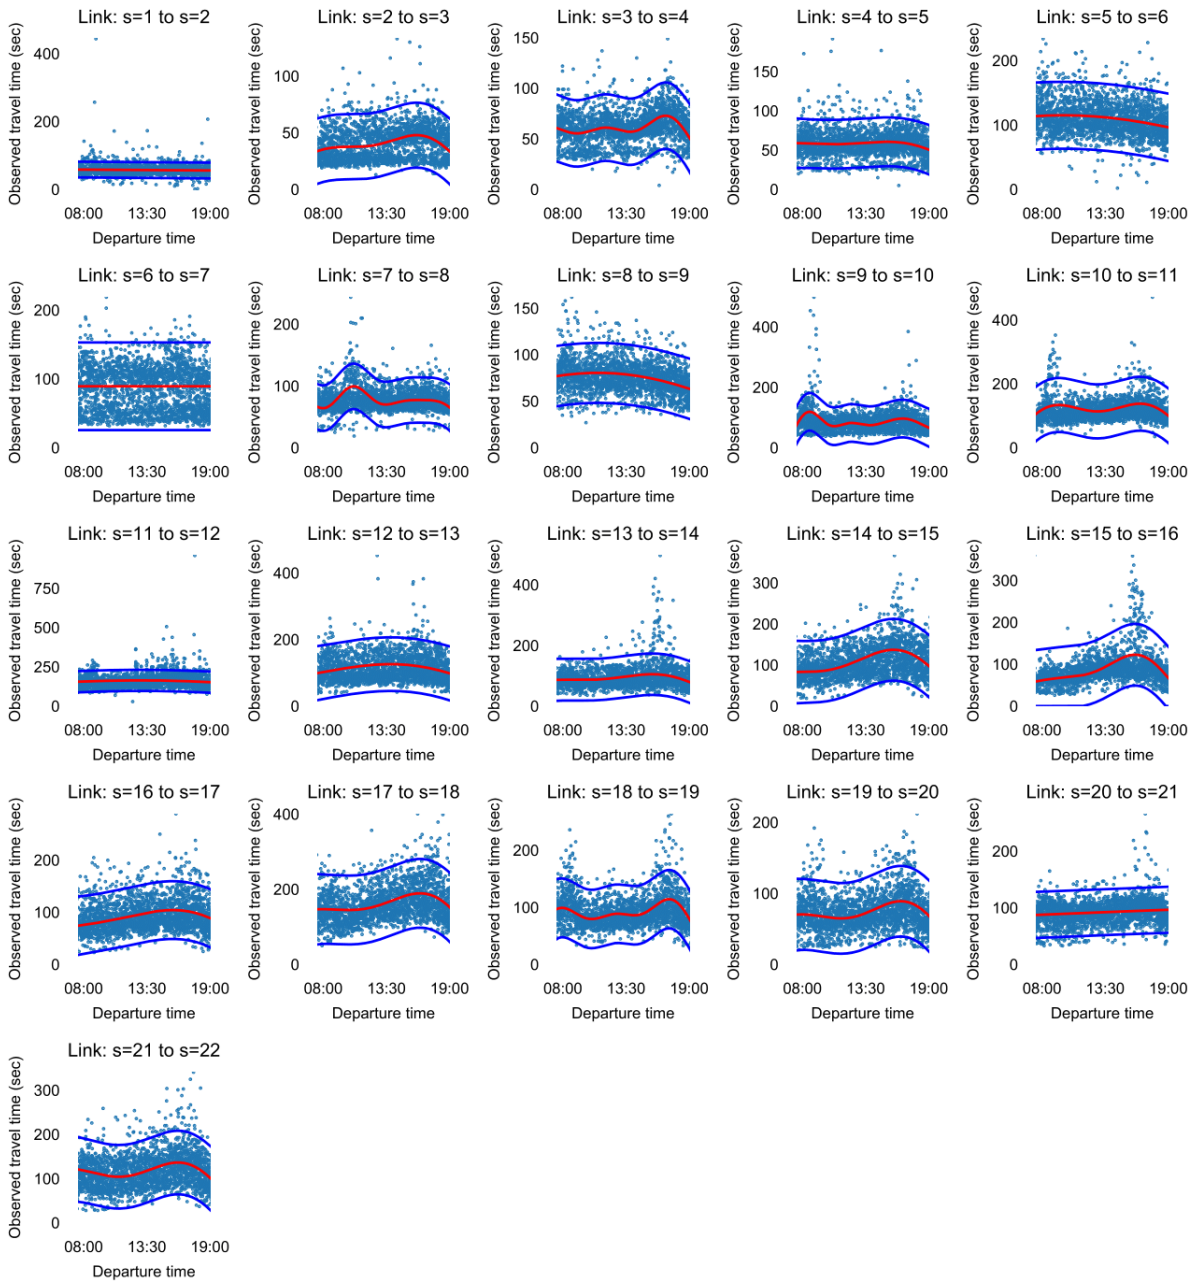 Link: s=1 to s=2
Observed travel time (sec)
400
200
0
08:00 13:30 19:00
Departure time
Link: s=2 to s=3
Observed travel time (sec)
100
50
0
08:00 13:30 19:00
Departure time
Link: s=3 to s=4
Observed travel time (sec)
150
100
50
0
08:00 13:30 19:00
Departure time
Link: s=4 to s=5
Observed travel time (sec)
150
100
50
0
08:00 13:30 19:00
Departure time
Link: s=5 to s=6
Observed travel time (sec)
200
100
0
08:00 13:30 19:00
Departure time
Link: s=6 to s=7
Observed travel time (sec)
200
100
0
08:00 13:30 19:00
Departure time
Link: s=7 to s=8
Observed travel time (sec)
200
100
0
08:00 13:30 19:00
Departure time
Link: s=8 to s=9
Observed travel time (sec)
150
100
50
0
08:00 13:30 19:00
Departure time
Link: s=9 to s=10
Observed travel time (sec)
400
200
0
08:00 13:30 19:00
Departure time
Link: s=10 to s=11
Observed travel time (sec)
400
200
0
08:00 13:30 19:00
Departure time
Link: s=11 to s=12
Observed travel time (sec)
750
500
250
0
08:00 13:30 19:00
Departure time
Link: s=12 to s=13
Observed travel time (sec)
400
200
0
08:00 13:30 19:00
Departure time
Link: s=13 to s=14
Observed travel time (sec)
400
200
0
08:00 13:30 19:00
Departure time
Link: s=14 to s=15
Observed travel time (sec)
300
200
100
0
08:00 13:30 19:00
Departure time
Link: s=15 to s=16
Observed travel time (sec)
300
200
100
0
08:00 13:30 19:00
Departure time
Link: s=16 to s=17
Observed travel time (sec)
200
100
0
08:00 13:30 19:00
Departure time
Link: s=17 to s=18
Observed travel time (sec)
400
200
0
08:00 13:30 19:00
Departure time
Link: s=18 to s=19
Observed travel time (sec)
200
100
0
08:00 13:30 19:00
Departure time
Link: s=19 to s=20
Observed travel time (sec)
200
100
0
08:00 13:30 19:00
Departure time
Link: s=20 to s=21
Observed travel time (sec)
200
100
0
08:00 13:30 19:00
Departure time
Link: s=21 to s=22
Observed travel time (sec)
300
200
100
0
08:00 13:30 19:00
Departure time